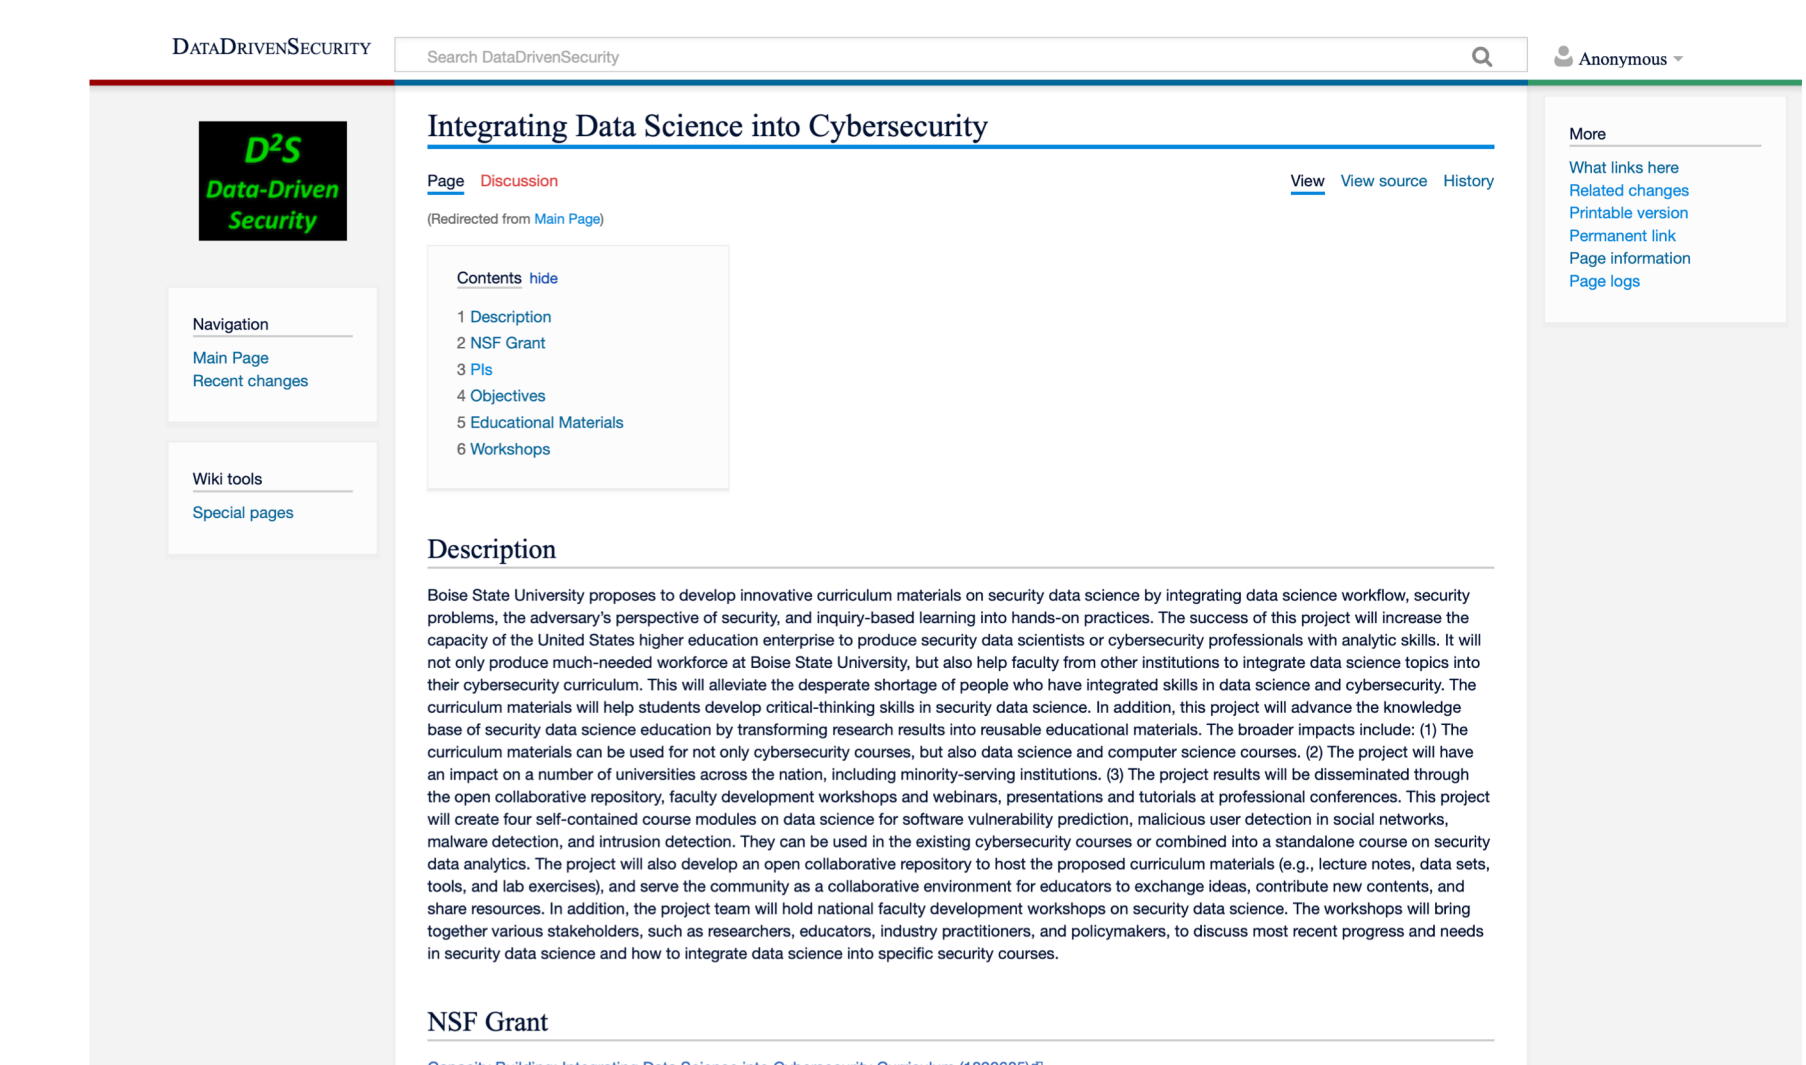 DATADRIVENSECURITY
Search DataDrivenSecurity
Anonymous
D²S
Data-Driven
Security
Navigation
Main Page
Recent changes
Wiki tools
Special pages
Integrating Data Science into Cybersecurity
Page Discussion
View View source History
(Redirected from Main Page)
Contents hide
1 Description
2 NSF Grant
3 PIs
4 Objectives
5 Educational Materials
6 Workshops
Description
Boise State University proposes to develop innovative curriculum materials on security data science by integrating data science workflow, security
problems, the adversary's perspective of security, and inquiry-based learning into hands-on practices. The success of this project will increase the
capacity of the United States higher education enterprise to produce security data scientists or cybersecurity professionals with analytic skills. It will
not only produce much-needed workforce at Boise State University, but also help faculty from other institutions to integrate data science topics into
their cybersecurity curriculum. This will alleviate the desperate shortage of people who have integrated skills in data science and cybersecurity. The
curriculum materials will help students develop critical-thinking skills in security data science. In addition, this project will advance the knowledge
base of security data science education by transforming research results into reusable educational materials. The broader impacts include: (1) The
curriculum materials can be used for not only cybersecurity courses, but also data science and computer science courses. (2) The project will have
an impact on a number of universities across the nation, including minority-serving institutions. (3) The project results will be disseminated through
the open collaborative repository, faculty development workshops and webinars, presentations and tutorials at professional conferences. This project
will create four self-contained course modules on data science for software vulnerability prediction, malicious user detection in social networks,
malware detection, and intrusion detection. They can be used in the existing cybersecurity courses or combined into a standalone course on security
data analytics. The project will also develop an open collaborative repository to host the proposed curriculum materials (e.g., lecture notes, data sets,
tools, and lab exercises), and serve the community as a collaborative environment for educators to exchange ideas, contribute new contents, and
share resources. In addition, the project team will hold national faculty development workshops on security data science. The workshops will bring
together various stakeholders, such as researchers, educators, industry practitioners, and policymakers, to discuss most recent progress and needs
in security data science and how to integrate data science into specific security courses.
NSF Grant
Capacity Building: Integrating Data Science into Cybersecurity Curriculum
More
What links here
Related changes
Printable version
Permanent link
Page information
Page logs